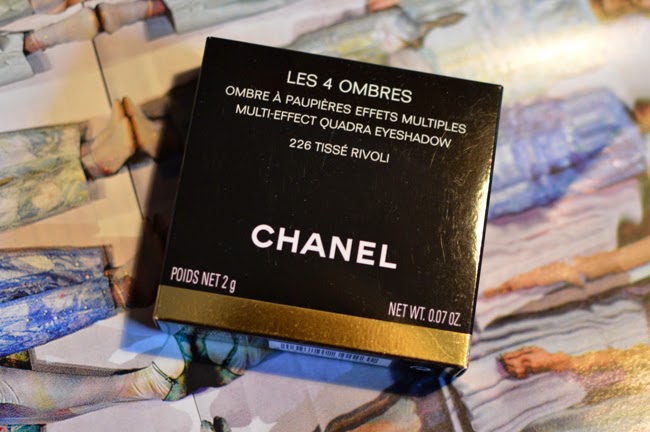 LES 4 OMBRES
OMBRE À PAUPIÈRES EFFETS MULTIPLES
MULTI-EFFECT QUADRA EYESHADOW
226 TISSÉ RIVOLI
CHANEL
POIDS NET 2 g
NET WT. 0.07 OZ.